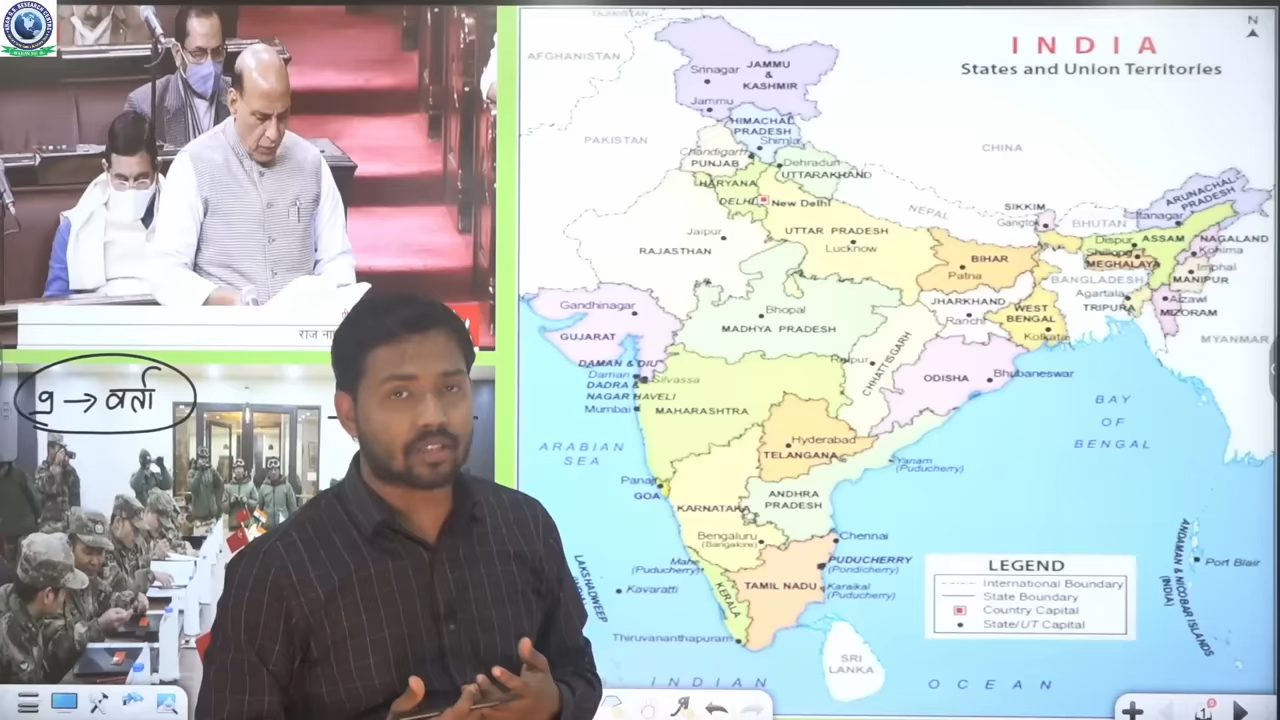 राज
9 → वर्ता
INDIA
States and Union Territories
TAJIKISTAN
AFGHANISTAN
PAKISTAN
CHINA
N
JAMMU
&
KASHMIR
Srinagar
Jammu
HIMACHAL
PRADESH
Shimla
Chandigarh
PUNJAB
Dehradun
UTTARAKHAND
HARYANA
DELHI
New Delhi
NEPAL
SIKKIM
Gangtok
BHUTAN
ARUNACHAL
PRADESH
Itanagar
Jaipur
RAJASTHAN
UTTAR PRADESH
Lucknow
BIHAR
Patna
Dispur
ASSAM
Shillong
MEGHALAYA
NAGALAND
Kohima
Imphal
MANIPUR
BANGLADESH
Agartala
TRIPURA
Aizawl
MIZORAM
MYANMAR
Gandhinagar
GUJARAT
Bhopal
MADHYA PRADESH
JHARKHAND
Ranchi
WEST
BENGAL
Kolkata
Raipur
CHHATTISGARH
ODISHA
Bhubaneswar
DAMAN & DIU
Daman
DADRA &
NAGAR HAVELI
Silvassa
Mumbai
MAHARASHTRA
ARABIAN
SEA
BAY
OF
BENGAL
Hyderabad
TELANGANA
Yanam
(Puducherry)
Panaji
GOA
KARNATAKA
ANDHRA
PRADESH
Bengaluru
(Bangalore)
Chennai
Mahe
(Puducherry)
PUDUCHERRY
(Pondicherry)
Karaikal
(Puducherry)
TAMIL NADU
KERALA
LAKSHADWEEP
Kavaratti
Thiruvananthapuram
SRI
LANKA
ANDAMAN & NICOBAR ISLANDS
(INDIA)
Port Blair
LEGEND
International Boundary
State Boundary
Country Capital
State/UT Capital
INDIAN OCEAN